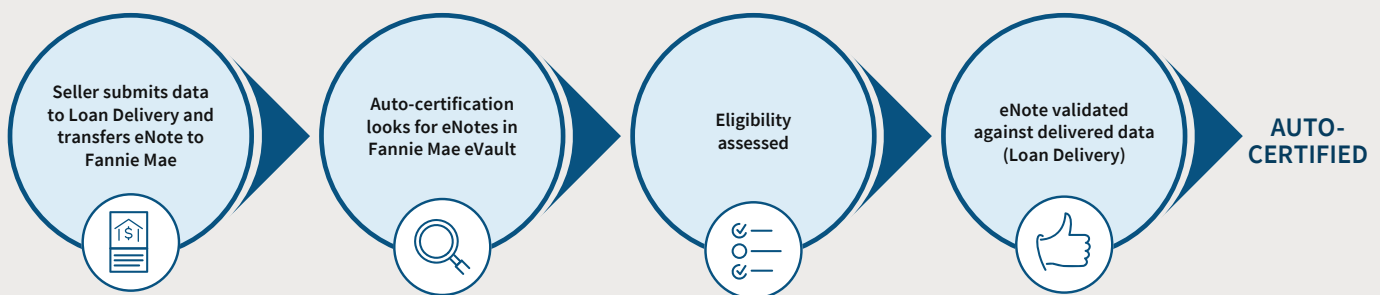 Seller submits data
to Loan Delivery and
transfers eNote to
Fannie Mae
Auto-certification
looks for eNotes in
Fannie Mae eVault
Eligibility
assessed
eNote validated
against delivered data
(Loan Delivery)
AUTO-
CERTIFIED
$